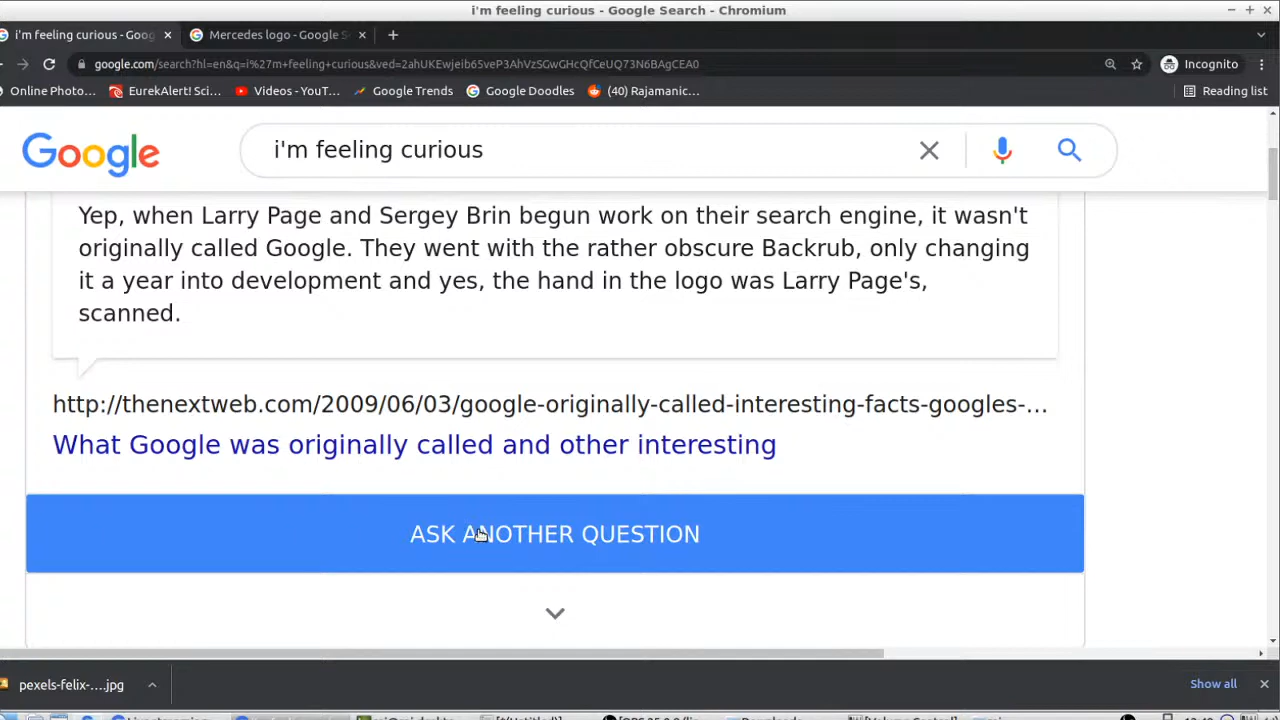 i'm feeling curious - Google Search - Chromium
i'm feeling curious - Goog
Mercedes logo - Google S
google.com/search?hl=en&q=i%27m+feeling+curious&ved=2ahUKEwjeib65veP3AhVzSGwGHcQfCeUQ73N6BAgCEA0
Incognito
Online Photo...
EurekAlert! Sci...
Videos - YouT...
Google Trends
Google Doodles
(40) Rajamanic...
Reading list
Google
i'm feeling curious
Yep, when Larry Page and Sergey Brin begun work on their search engine, it wasn't
originally called Google. They went with the rather obscure Backrub, only changing
it a year into development and yes, the hand in the logo was Larry Page's,
scanned.
http://thenextweb.com/2009/06/03/google-originally-called-interesting-facts-googles-...
What Google was originally called and other interesting
ASK ANOTHER QUESTION
pexels-felix-....jpg
Show all